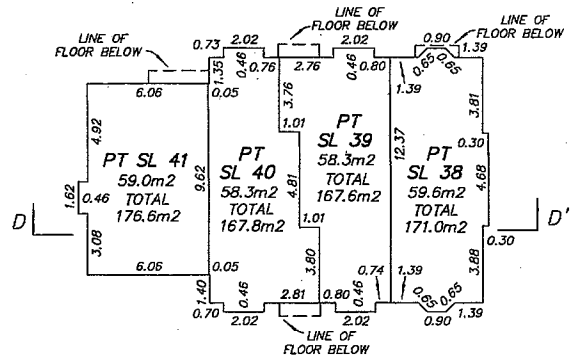 LINE OF
FLOOR BELOW
LINE OF
FLOOR BELOW
LINE OF
FLOOR BELOW
0.73
2.02
2.02
0.90
1.39
1.35
0.46
0.76
2.76
0.46
0.80
0.65
0.65
6.06
0.05
1.39
3.76
3.81
4.92
1.01
12.37
0.30
PT SL 41
59.0m2
TOTAL
176.6m2
9.62
PT
SL 40
58.3m2
TOTAL
167.8m2
4.81
PT
SL 39
58.3m2
TOTAL
167.6m2
PT
SL 38
59.6m2
TOTAL
171.0m2
4.68
1.62
0.46
D
D'
3.08
1.01
0.30
3.80
3.88
6.06
0.05
0.74
1.39
1.40
0.46
2.81
0.80
0.46
0.65
0.65
0.70
2.02
2.02
0.90
1.39
LINE OF
FLOOR BELOW